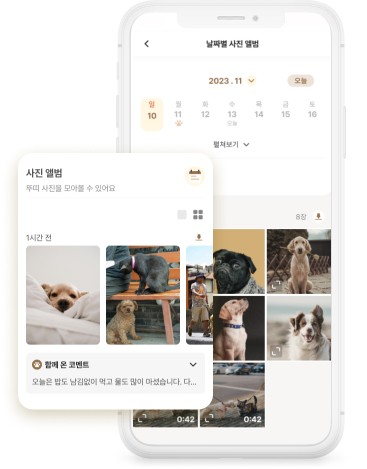 날짜별 사진 앨범
2023 . 11
오늘
일 월 화 수 목 금 토
10 11 12 13 14 15 16
오늘
펼쳐보기
사진 앨범
뚜띠 사진을 모아볼 수 있어요
8장
1시간 전
함께 온 코멘트
오늘은 밥도 남김없이 먹고 물도 많이 마셨습니다. 다...
0:42
0:42